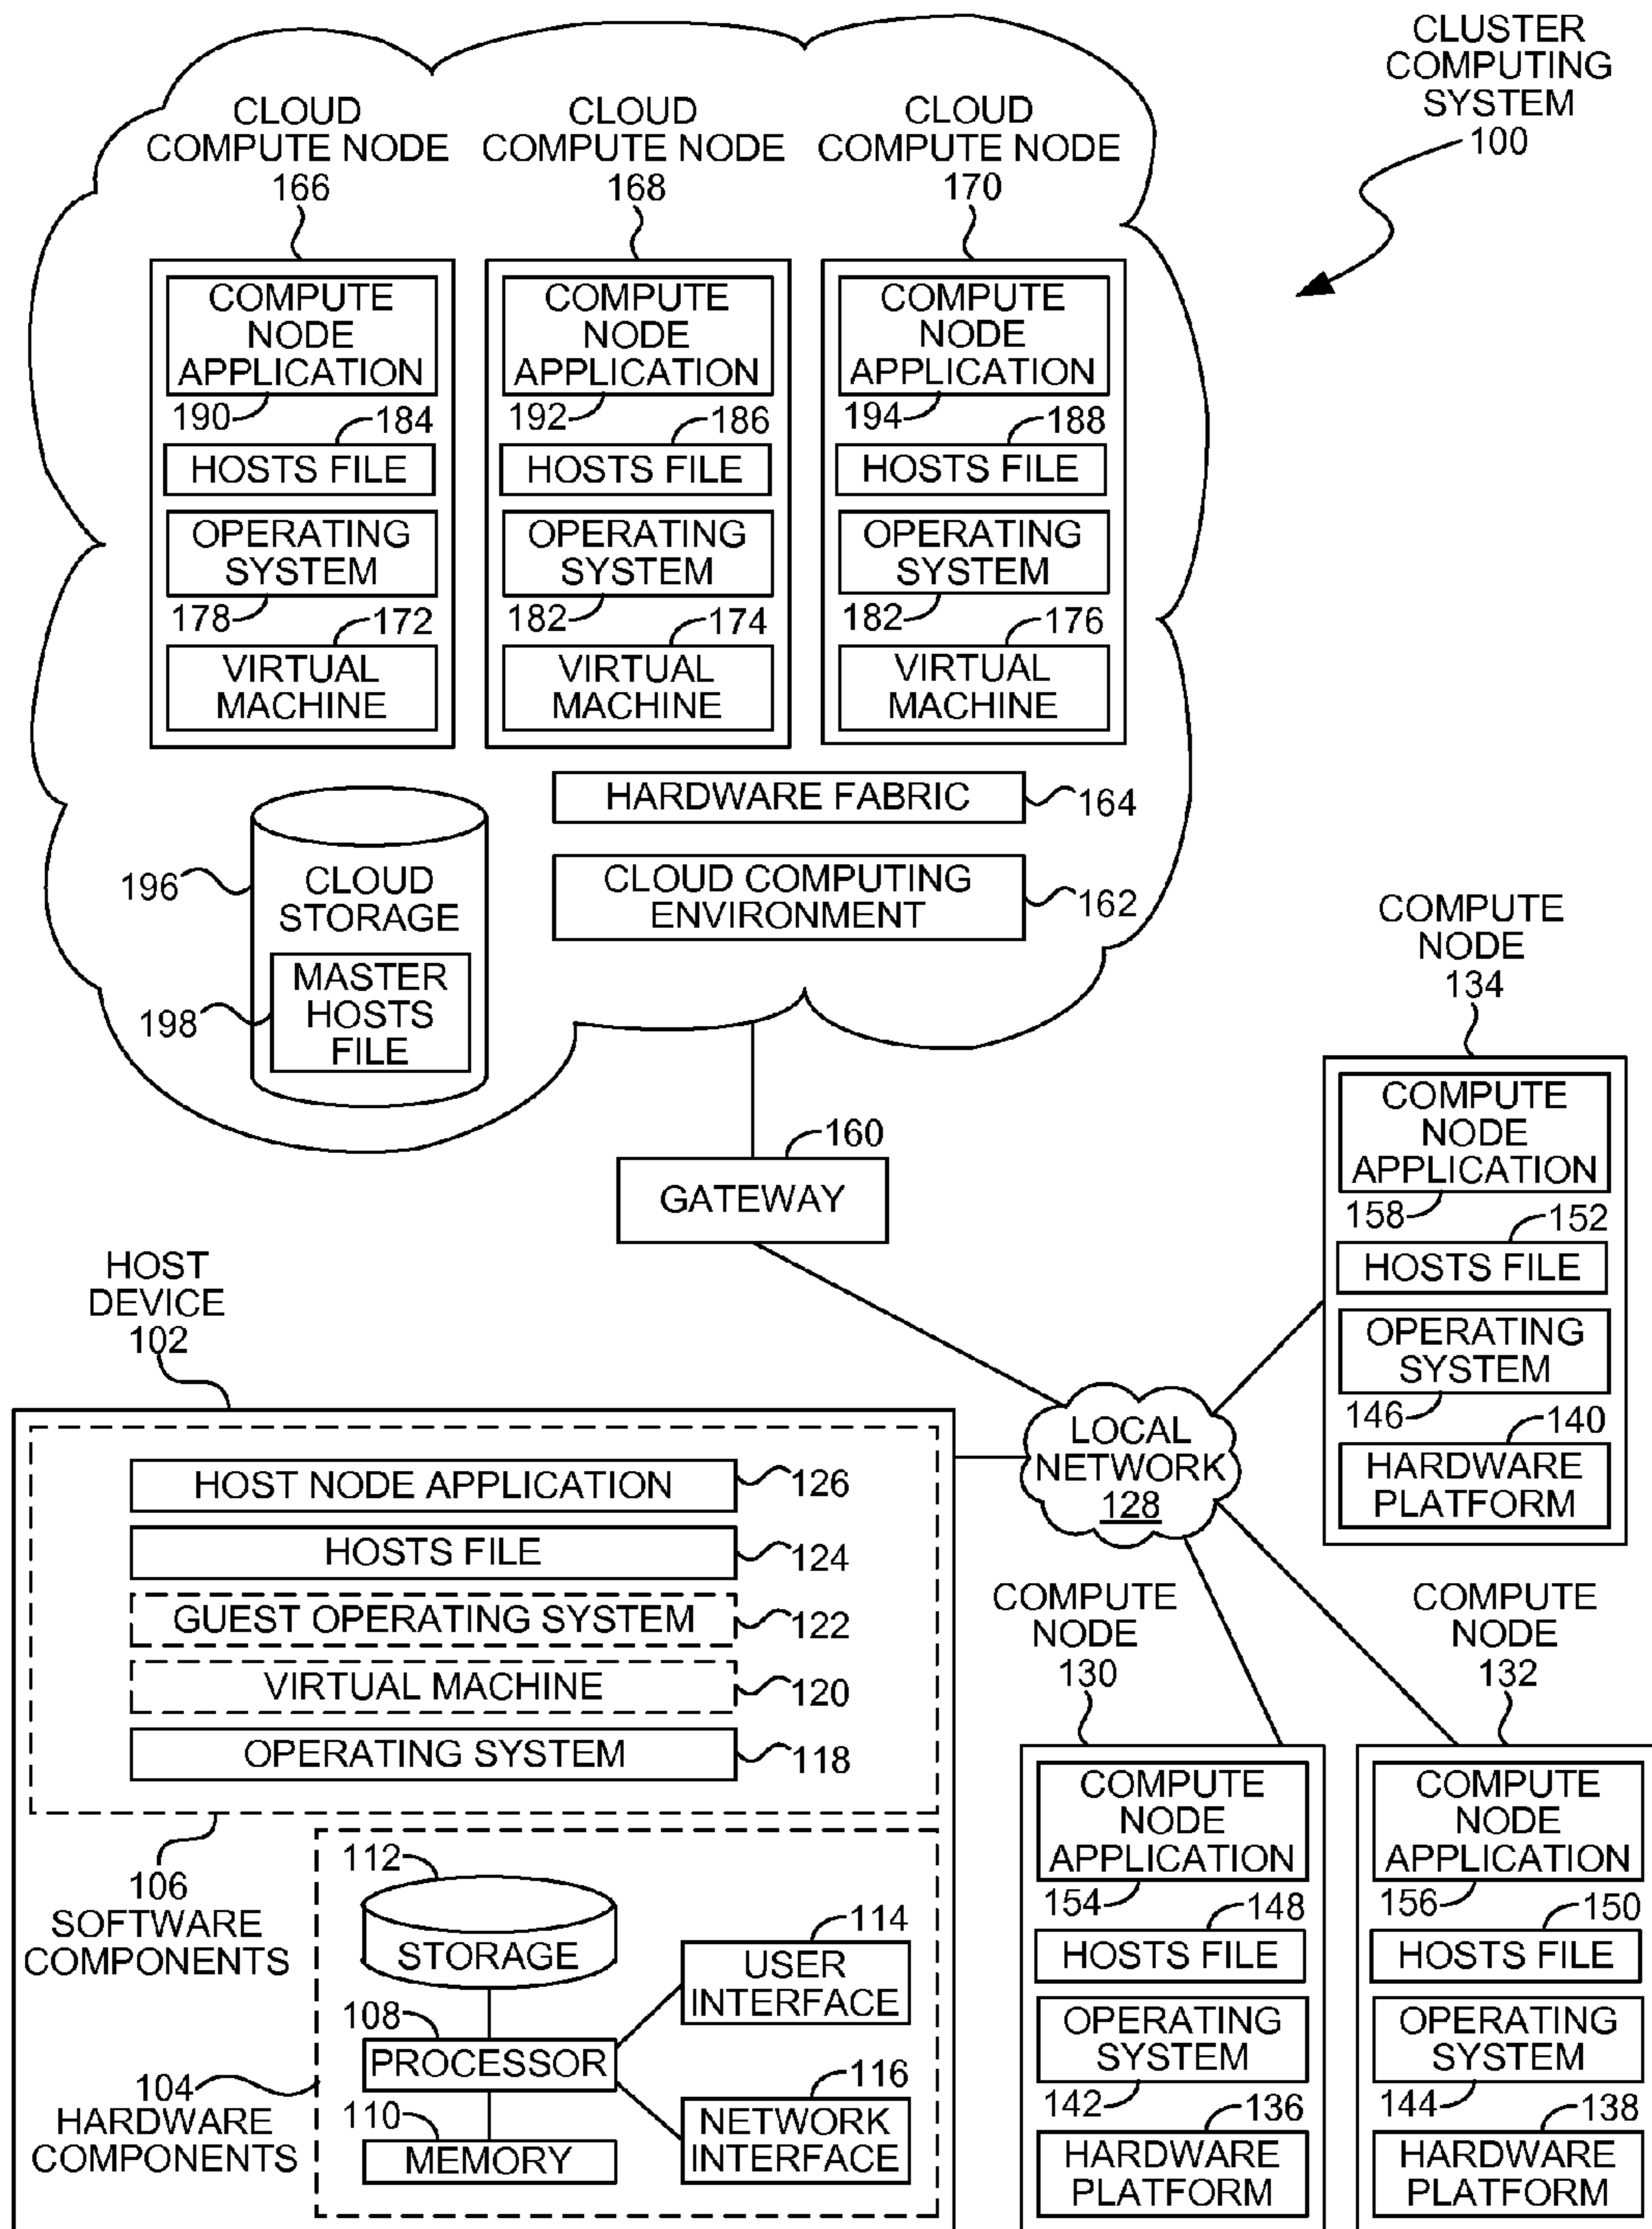 CLUSTER
COMPUTING
SYSTEM
100
CLOUD
COMPUTE NODE
166
CLOUD
COMPUTE NODE
168
CLOUD
COMPUTE NODE
170
COMPUTE
NODE
APPLICATION
190
184
HOSTS FILE
OPERATING
SYSTEM
178
172
VIRTUAL
MACHINE
COMPUTE
NODE
APPLICATION
192
186
HOSTS FILE
OPERATING
SYSTEM
182
174
VIRTUAL
MACHINE
COMPUTE
NODE
APPLICATION
194
188
HOSTS FILE
OPERATING
SYSTEM
182
176
VIRTUAL
MACHINE
HARDWARE FABRIC
164
CLOUD COMPUTING
ENVIRONMENT
162
196
CLOUD
STORAGE
MASTER
HOSTS
FILE
198
160
GATEWAY
COMPUTE
NODE
134
COMPUTE
NODE
APPLICATION
158
152
HOSTS FILE
OPERATING
SYSTEM
146
140
HARDWARE
PLATFORM
LOCAL
NETWORK
128
HOST
DEVICE
102
HOST NODE APPLICATION
126
HOSTS FILE
124
GUEST OPERATING SYSTEM
122
VIRTUAL MACHINE
120
OPERATING SYSTEM
118
106
SOFTWARE
COMPONENTS
112
STORAGE
114
USER
INTERFACE
108
PROCESSOR
116
NETWORK
INTERFACE
110
MEMORY
104
HARDWARE
COMPONENTS
COMPUTE
NODE
130
COMPUTE
NODE
APPLICATION
154
148
HOSTS FILE
OPERATING
SYSTEM
142
136
HARDWARE
PLATFORM
COMPUTE
NODE
132
COMPUTE
NODE
APPLICATION
156
150
HOSTS FILE
OPERATING
SYSTEM
144
138
HARDWARE
PLATFORM